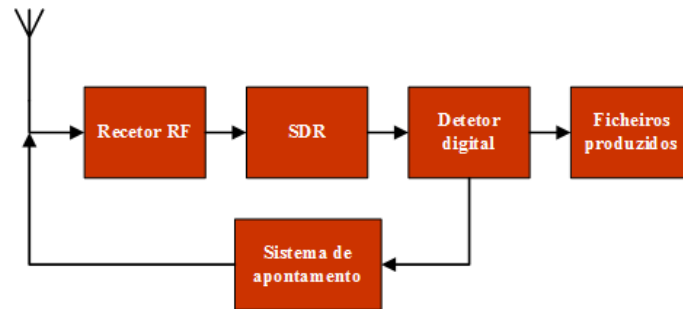 Recetor RF
SDR
Detetor
digital
Ficheiros
produzidos
Sistema de
apontamento